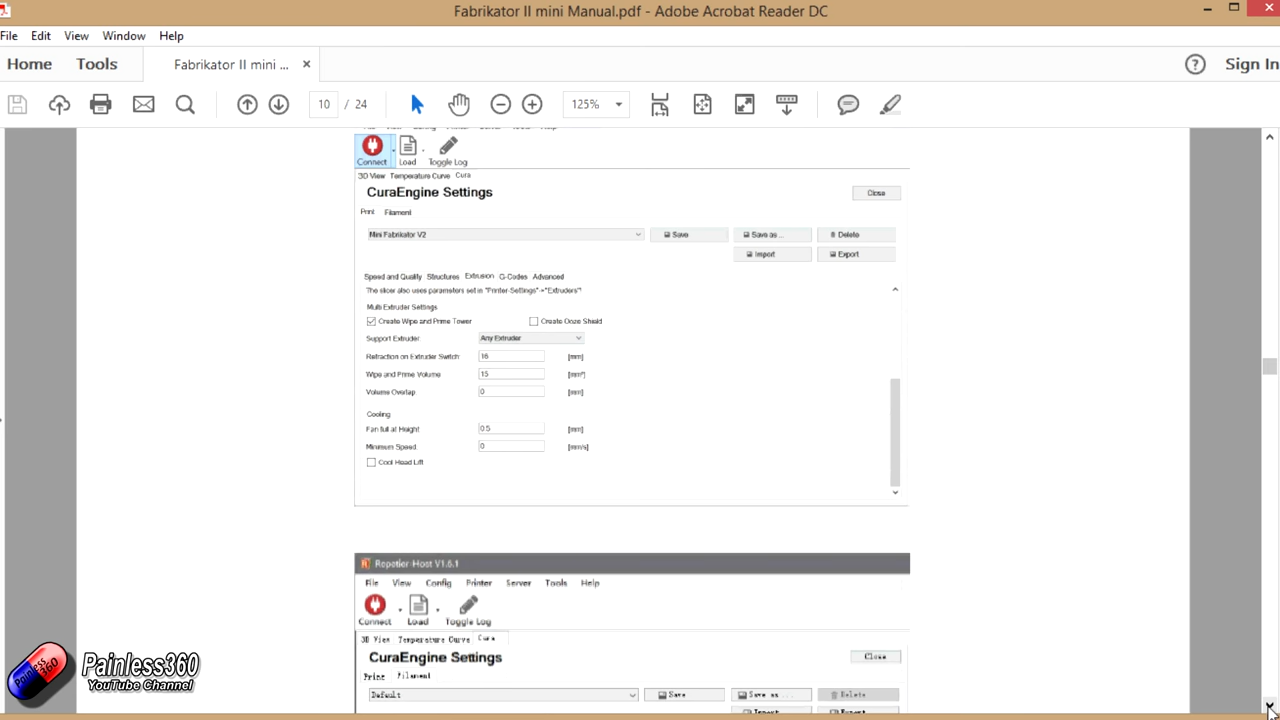 Fabrikator II mini Manual.pdf - Adobe Acrobat Reader DC
File Edit View Window Help
Home Tools Fabrikator II mini ... × Sign In
10 / 24 125%
Connect Load Toggle Log
3D View Temperature Curve Cura
CuraEngine Settings Close
Print Filament
Mini Fabrikator V2 Save Save as ... Delete
Import Export
Speed and Quality Structures Extrusion G-Codes Advanced
The slicer also uses parameters set in "Printer-Settings"->"Extruders"!
Multi Extruder Settings
Create Wipe and Prime Tower Create Ooze Shield
Support Extruder: Any Extruder
Retraction on Extruder Switch: 16 [mm]
Wipe and Prime Volume 15 [mm³]
Volume Overlap: 0 [mm]
Cooling
Fan full at Height: 0.5 [mm]
Minimum Speed: 0 [mm/s]
Cool Head Lift
Repetier-Host V1.6.1
File View Config Printer Server Tools Help
Connect Load Toggle Log
3D View Temperature Curve Cura
CuraEngine Settings Close
Print Filament
Default Save Save as ... Delete
Import Export
Painless360
Painless360
YouTube Channel